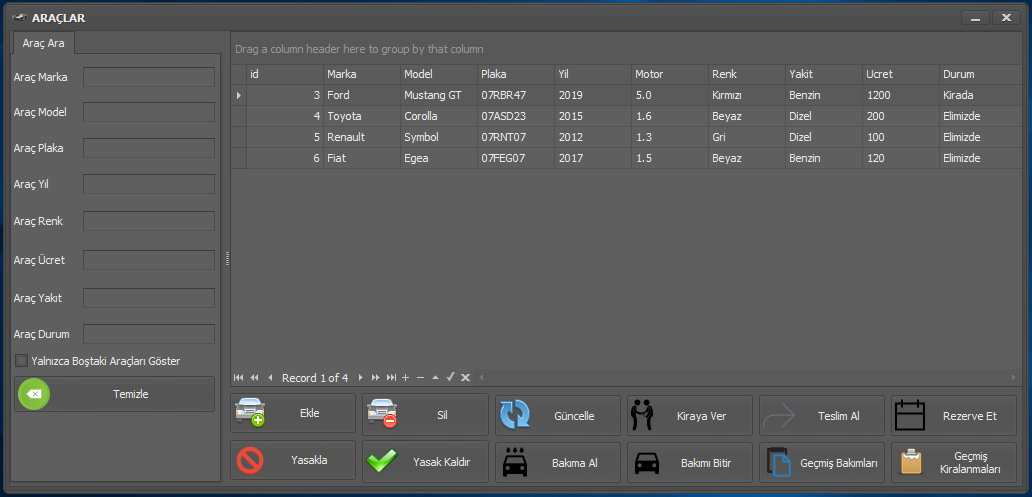 ARAÇLAR
Araç Ara
Araç Marka
Araç Model
Araç Plaka
Araç Yıl
Araç Renk
Araç Ücret
Araç Yakıt
Araç Durum
Yalnızca Boştaki Araçları Göster
Temizle
Drag a column header here to group by that column
id Marka Model Plaka Yil Motor Renk Yakit Ucret Durum
3 Ford Mustang GT 07RBR47 2019 5.0 Kırmızı Benzin 1200 Kirada
4 Toyota Corolla 07ASD23 2015 1.6 Beyaz Dizel 200 Elimizde
5 Renault Symbol 07RNT07 2012 1.3 Gri Dizel 100 Elimizde
6 Fiat Egea 07FEG07 2017 1.5 Beyaz Benzin 120 Elimizde
Record 1 of 4
Ekle Sil Güncelle Kiraya Ver Teslim Al Rezerve Et
Yasakla Yasak Kaldır Bakıma Al Bakımı Bitir Geçmiş Bakımları Geçmiş
Kiralanmaları